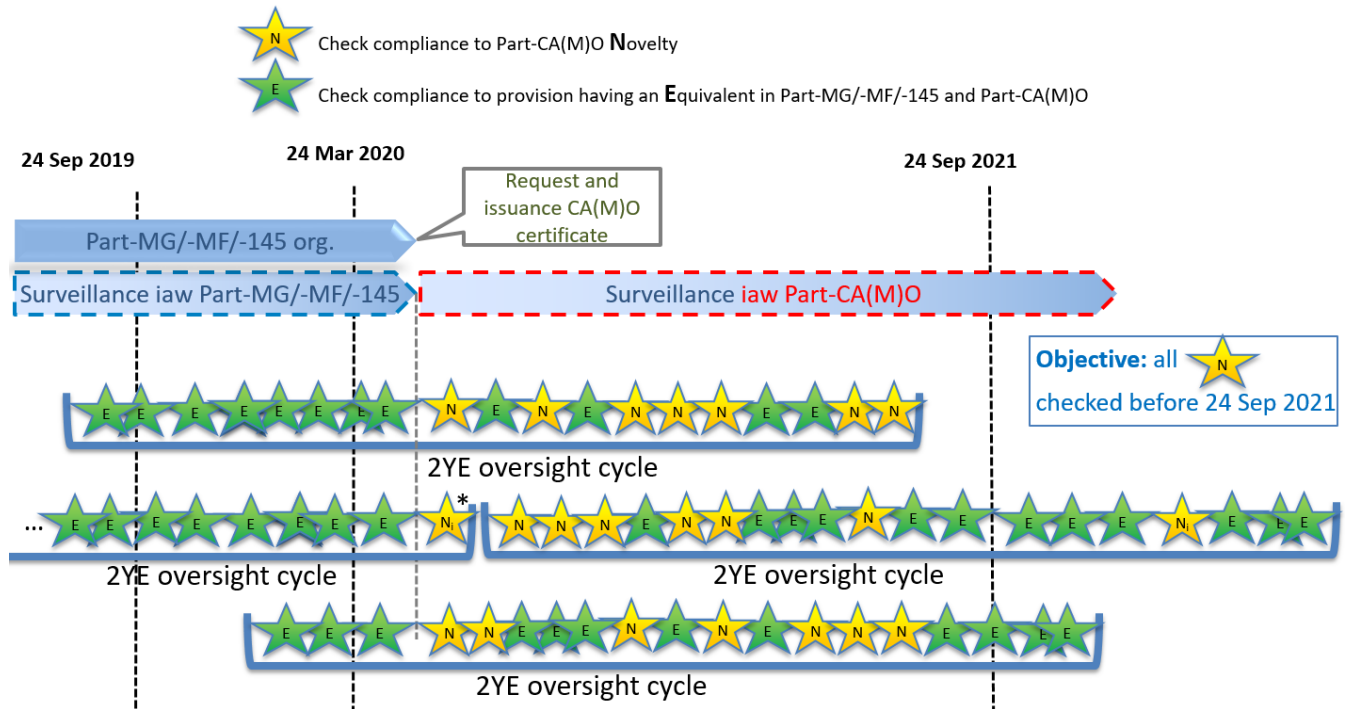 N
Check compliance to Part-CA(M)O Novelty
E
Check compliance to provision having an Equivalent in Part-MG/-MF/-145 and Part-CA(M)O
24 Sep 2019
24 Mar 2020
24 Sep 2021
Request and
issuance CA(M)O
certificate
Part-MG/-MF/-145 org.
Surveillance iaw Part-MG/-MF/-145
Surveillance iaw Part-CA(M)O
Objective: all N
checked before 24 Sep 2021
E E E E E E E E N E N E N N N E E N N
2YE oversight cycle
... E E E E E E E E Ni * N N N E N N E E E N E E E E E Ni E E E
2YE oversight cycle
2YE oversight cycle
E E E N N E E E N E N E N N N E E E E
2YE oversight cycle